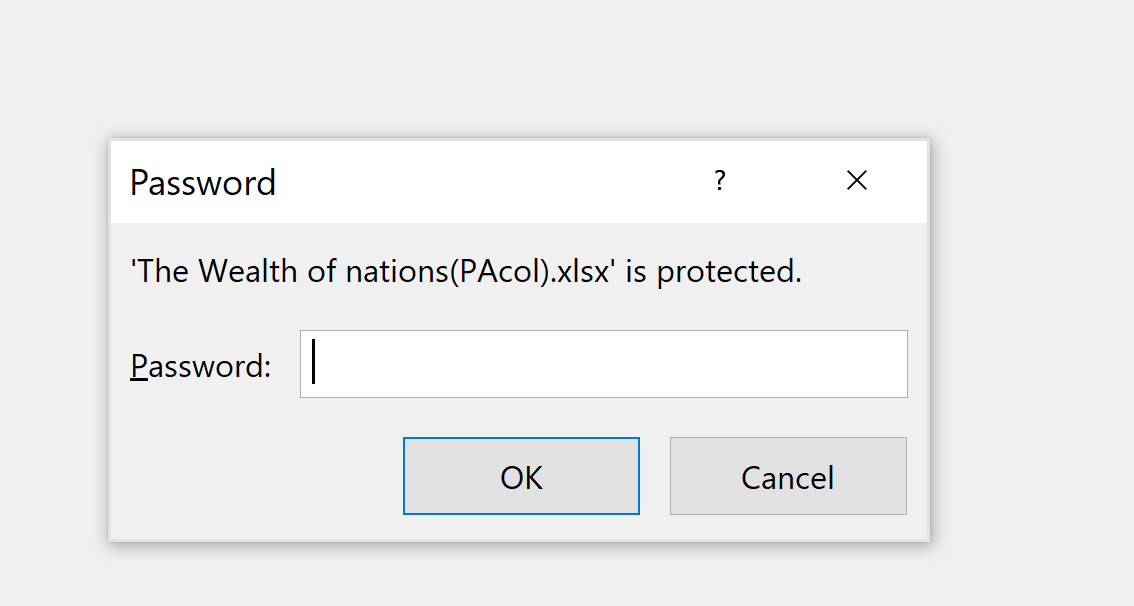 Password ?
'The Wealth of nations(PAcol).xlsx' is protected.
Password:
OK Cancel